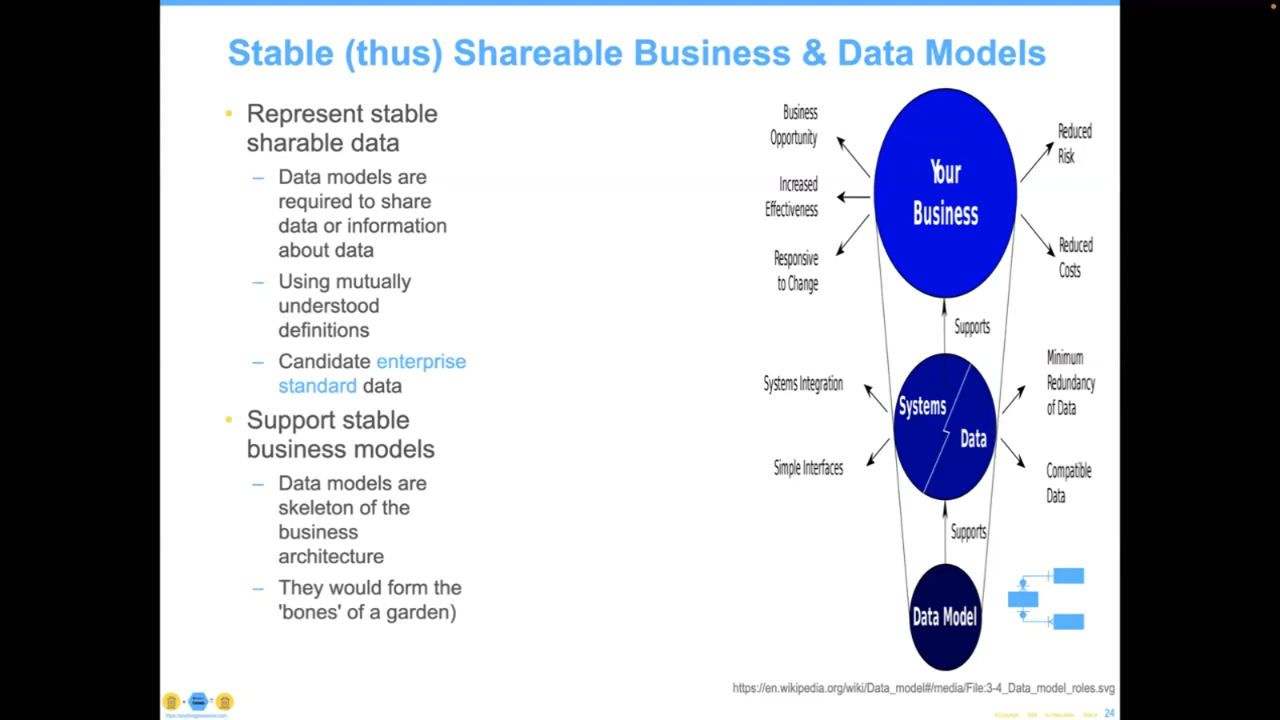 Stable (thus) Shareable Business & Data Models
• Represent stable
sharable data
– Data models are
required to share
data or information
about data
– Using mutually
understood
definitions
– Candidate enterprise
standard data
• Support stable
business models
– Data models are
skeleton of the
business
architecture
– They would form the
'bones' of a garden)
Business
Opportunity
Increased
Effectiveness
Responsive
to Change
Your
Business
Reduced
Risk
Reduced
Costs
Supports
Systems Integration
Simple Interfaces
Systems
Data
Minimum
Redundancy
of Data
Compatible
Data
Supports
Data Model
https://en.wikipedia.org/wiki/Data_model#/media/File:3-4_Data_model_roles.svg
24